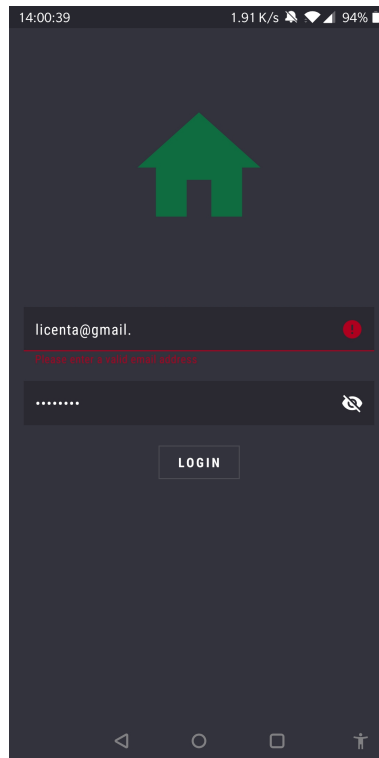 14:00:39 1.91 K/s 94%
licenta@gmail.
Please enter a valid email address
••••••••
LOGIN